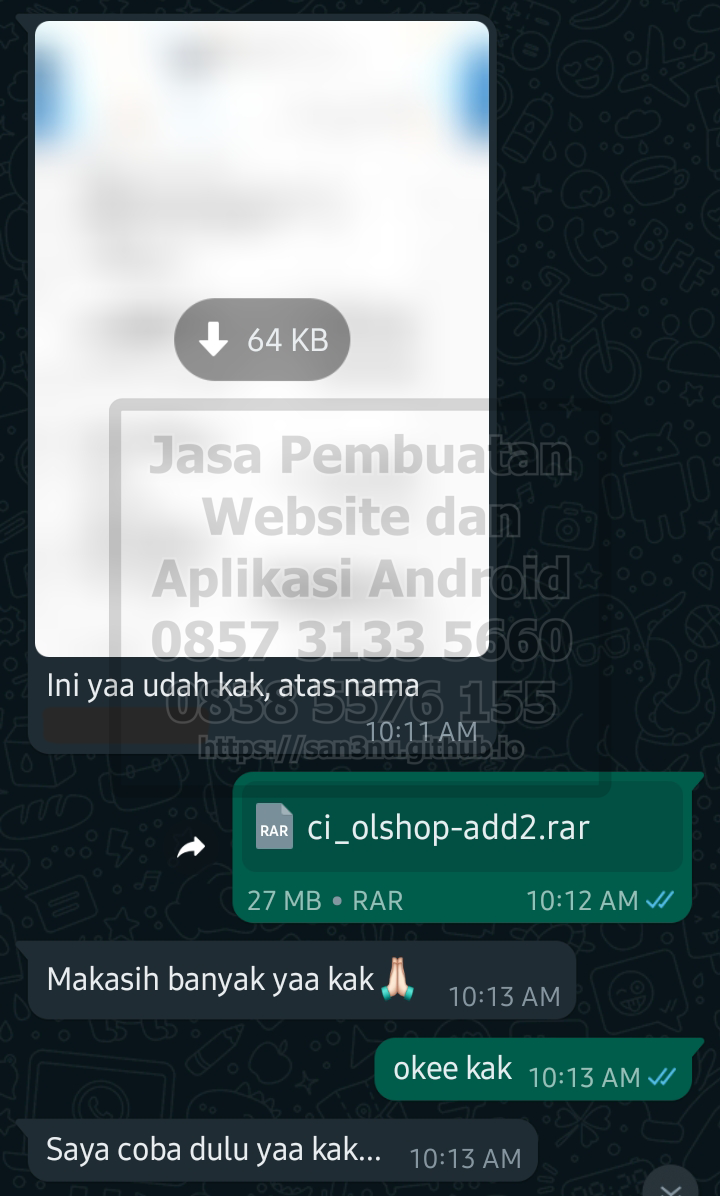 64 KB
Jasa Pembuatan
Website dan
Aplikasi Android
0857 3133 5660
Ini yaa udah kak, atas nama
0838 5576 155
10:11 AM
https://san3nu.github.io
RAR ci_olshop-add2.rar
27 MB • RAR 10:12 AM
Makasih banyak yaa kak🙏🏻 10:13 AM
okee kak 10:13 AM
Saya coba dulu yaa kak... 10:13 AM